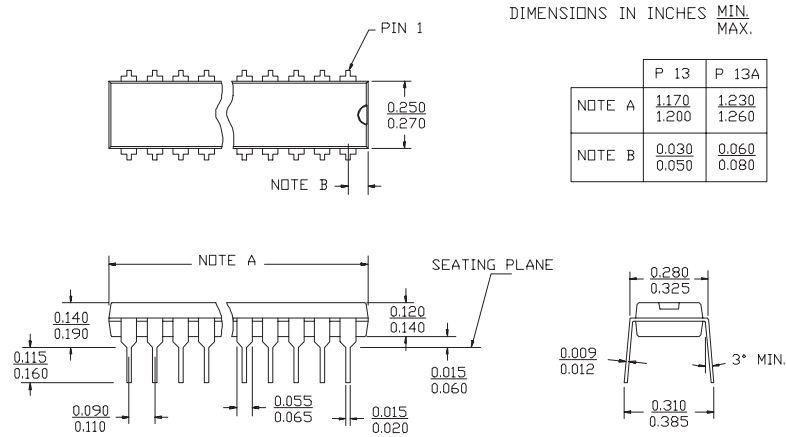 DIMENSIONS IN INCHES MIN.
MAX.
PIN 1
P 13 P 13A
NOTE A 1.170 1.230
1.200 1.260
NOTE B 0.030 0.060
0.050 0.080
0.250
0.270
NOTE B
NOTE A
SEATING PLANE
0.280
0.325
0.140
0.190
0.120
0.140
0.115
0.160
0.015
0.060
0.009
0.012
3° MIN.
0.090
0.110
0.055
0.065
0.015
0.020
0.310
0.385